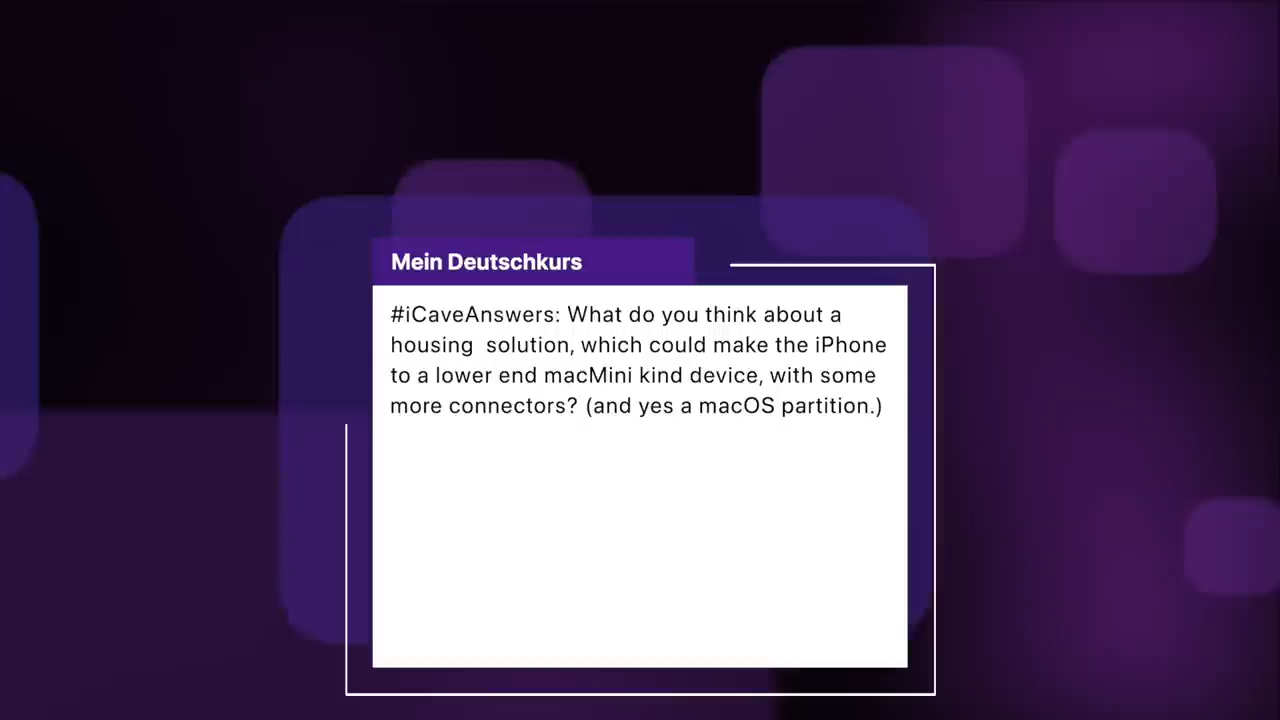 Mein Deutschkurs
#iCaveAnswers: What do you think about a
housing  solution, which could make the iPhone
to a lower end macMini kind device, with some
more connectors? (and yes a macOS partition.)